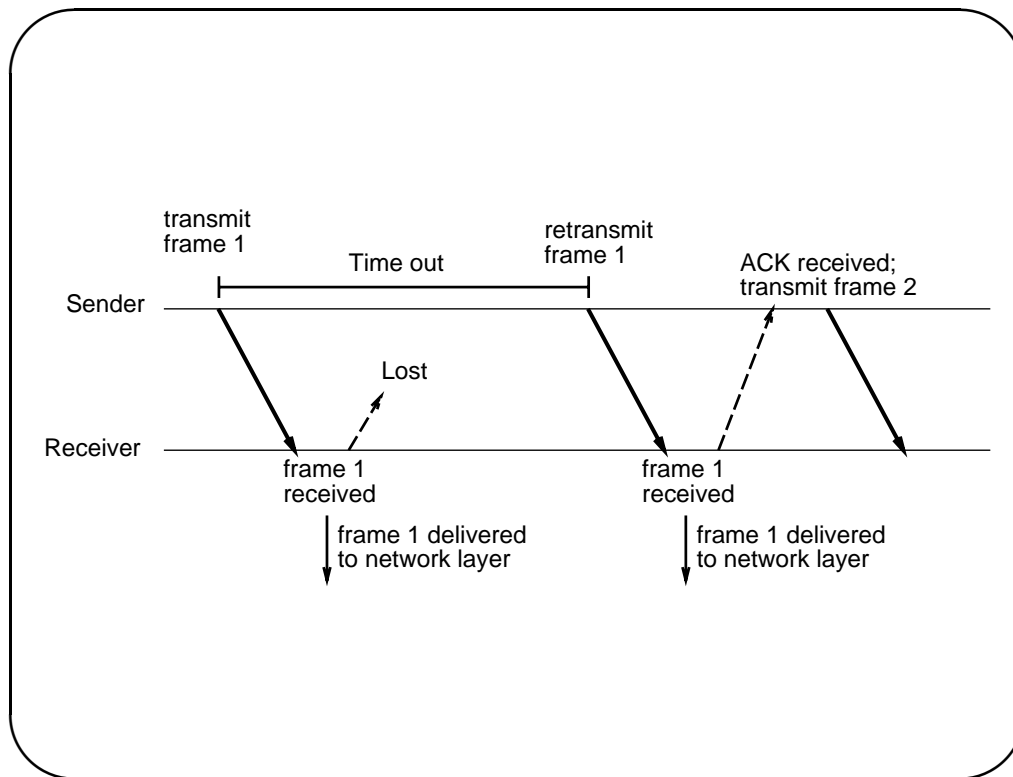 transmit
frame 1
Time out
retransmit
frame 1
ACK received;
transmit frame 2
Sender
Lost
Receiver
frame 1
received
frame 1
received
frame 1 delivered
to network layer
frame 1 delivered
to network layer